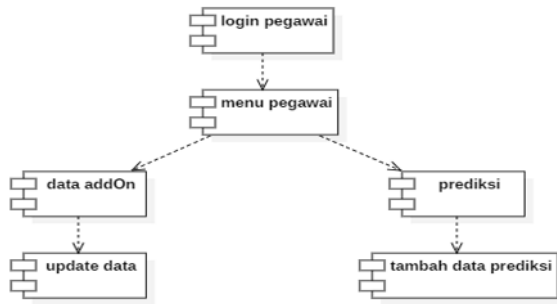 login pegawai
menu pegawai
data addOn
prediksi
update data
tambah data prediksi